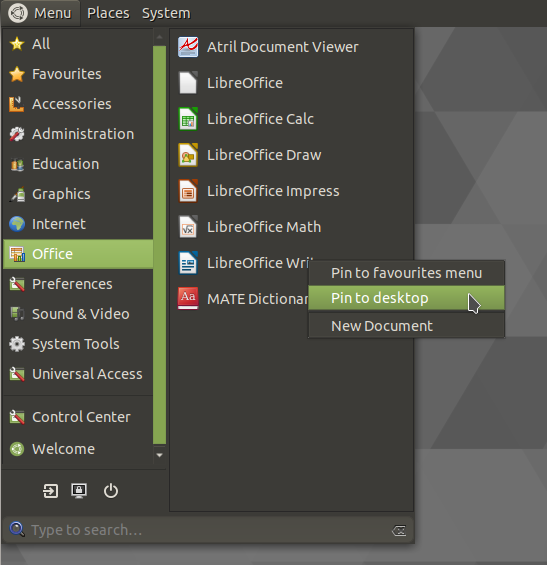 Menu Places System
All
Favourites
Accessories
Administration
Education
Graphics
Internet
Office
Preferences
Sound & Video
System Tools
Universal Access
Control Center
Welcome
Atril Document Viewer
LibreOffice
LibreOffice Calc
LibreOffice Draw
LibreOffice Impress
LibreOffice Math
LibreOffice Wri
Aa
MATE Dictionar
Pin to favourites menu
Pin to desktop
New Document
Type to search…